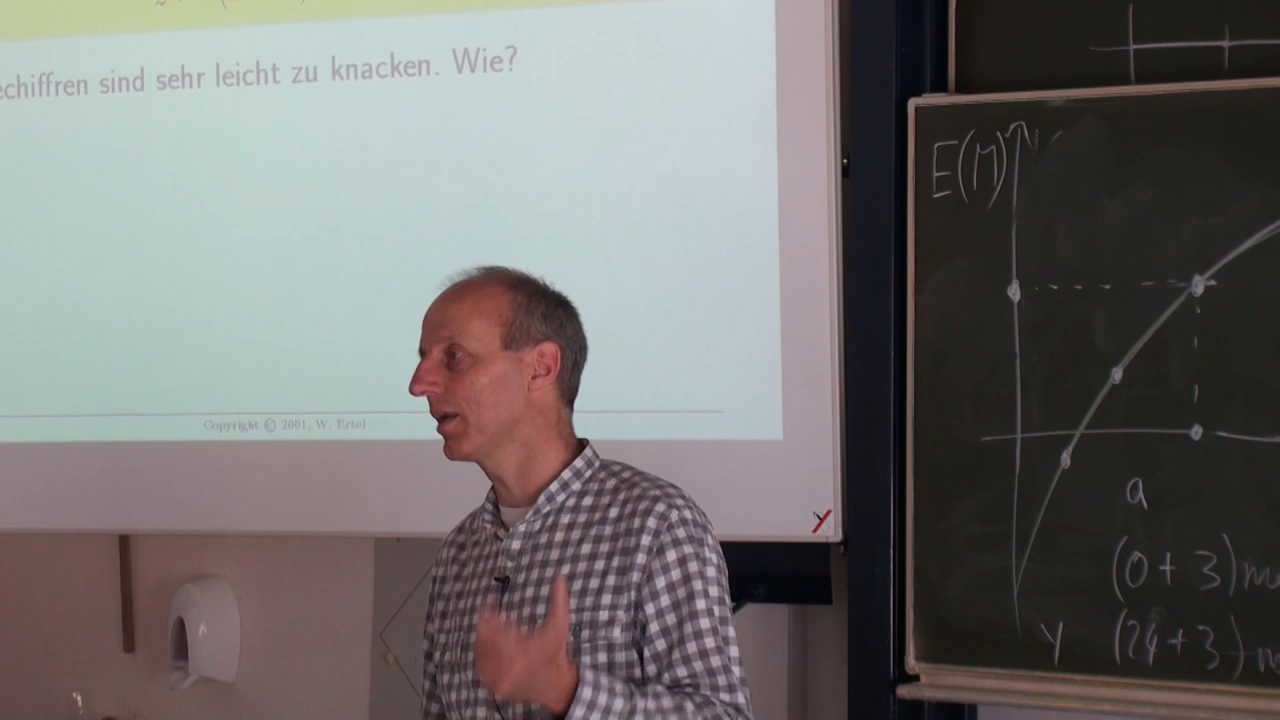 echiffren sind sehr leicht zu knacken. Wie?
Copyright © 2001, W. Ertel
E(M)
a
(0 + 3) m
y (24 + 3)